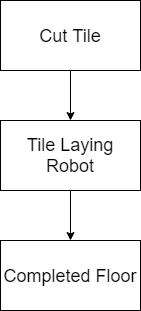 Cut Tile
Tile Laying
Robot
Completed Floor